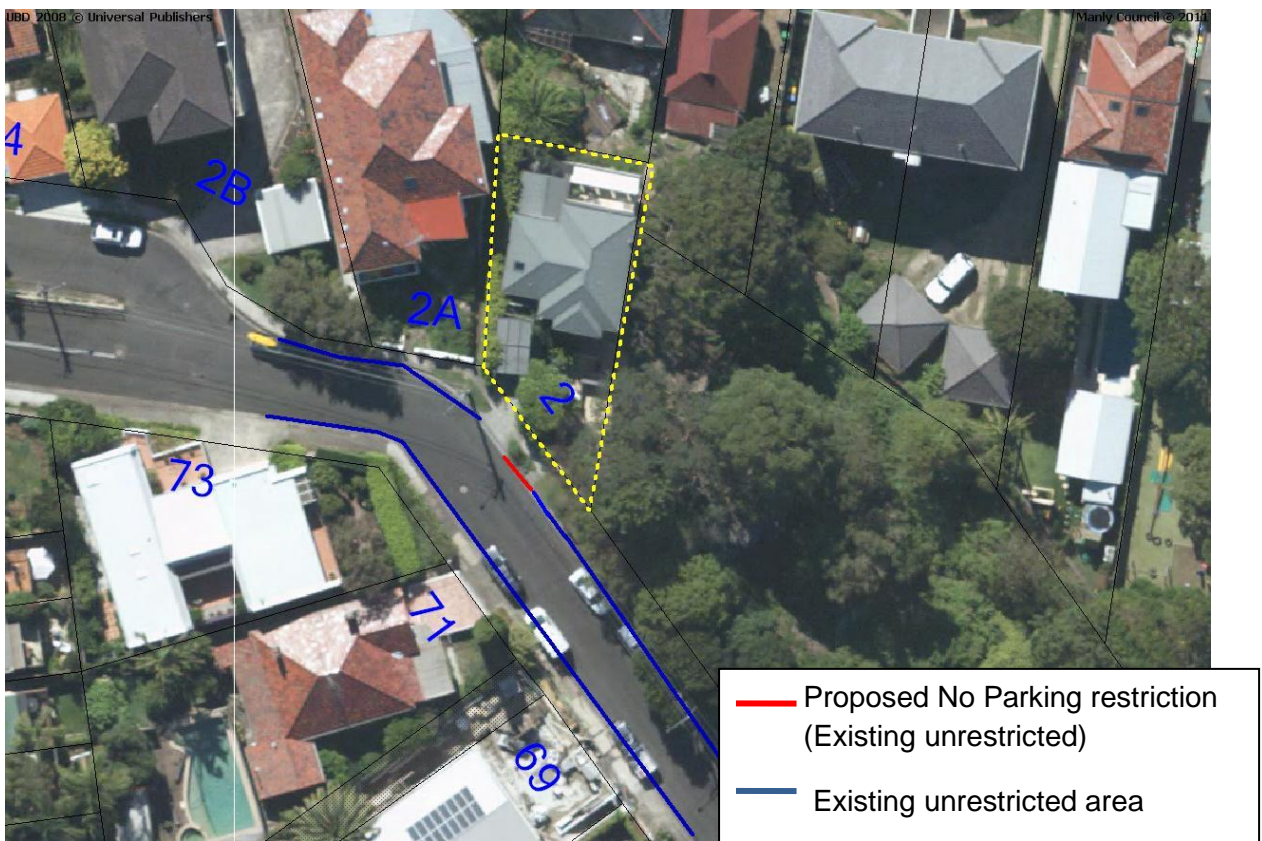 UBD 2008 © Universal Publishers
Manly Council © 2011
4
2B
2A
2
73
71
69
Proposed No Parking restriction
(Existing unrestricted)
Existing unrestricted area